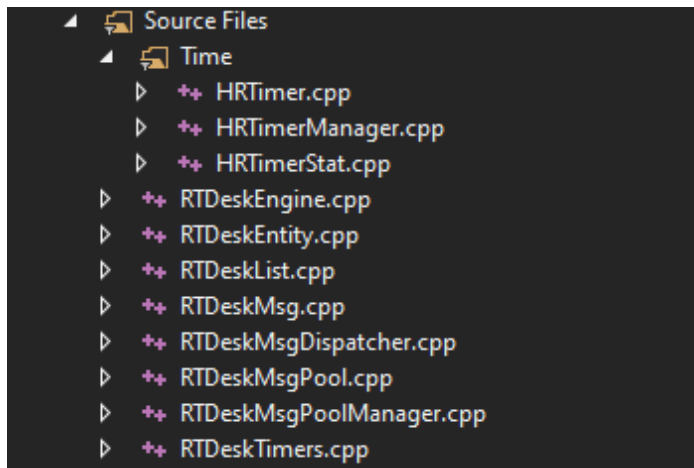 Source Files
Time
HRTimer.cpp
HRTimerManager.cpp
HRTimerStat.cpp
RTDeskEngine.cpp
RTDeskEntity.cpp
RTDeskList.cpp
RTDeskMsg.cpp
RTDeskMsgDispatcher.cpp
RTDeskMsgPool.cpp
RTDeskMsgPoolManager.cpp
RTDeskTimers.cpp